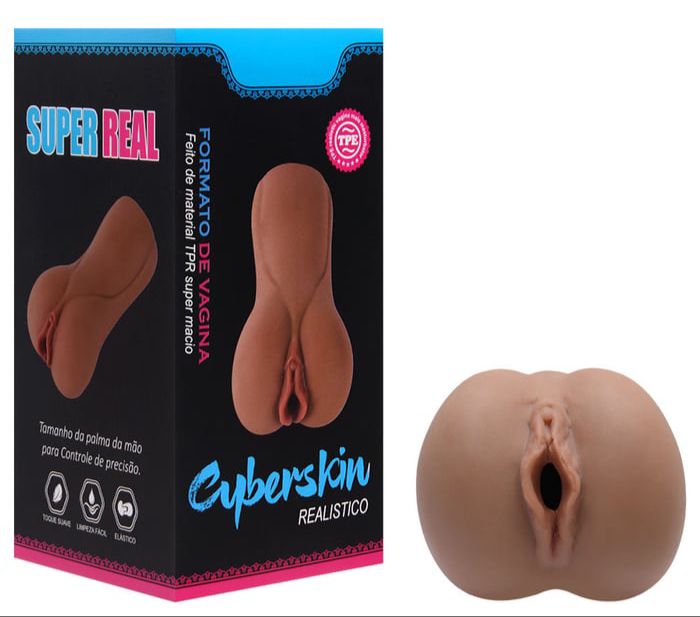 SUPER REAL
Tamanho da palma da mão
para Controle de precisão.
TOQUE SUAVE
LIMPEZA FÁCIL
ELÁSTICO
FORMATO DE VAGINA
Feito de material TPR super macio
TPE
Cyberskin
REALISTICO